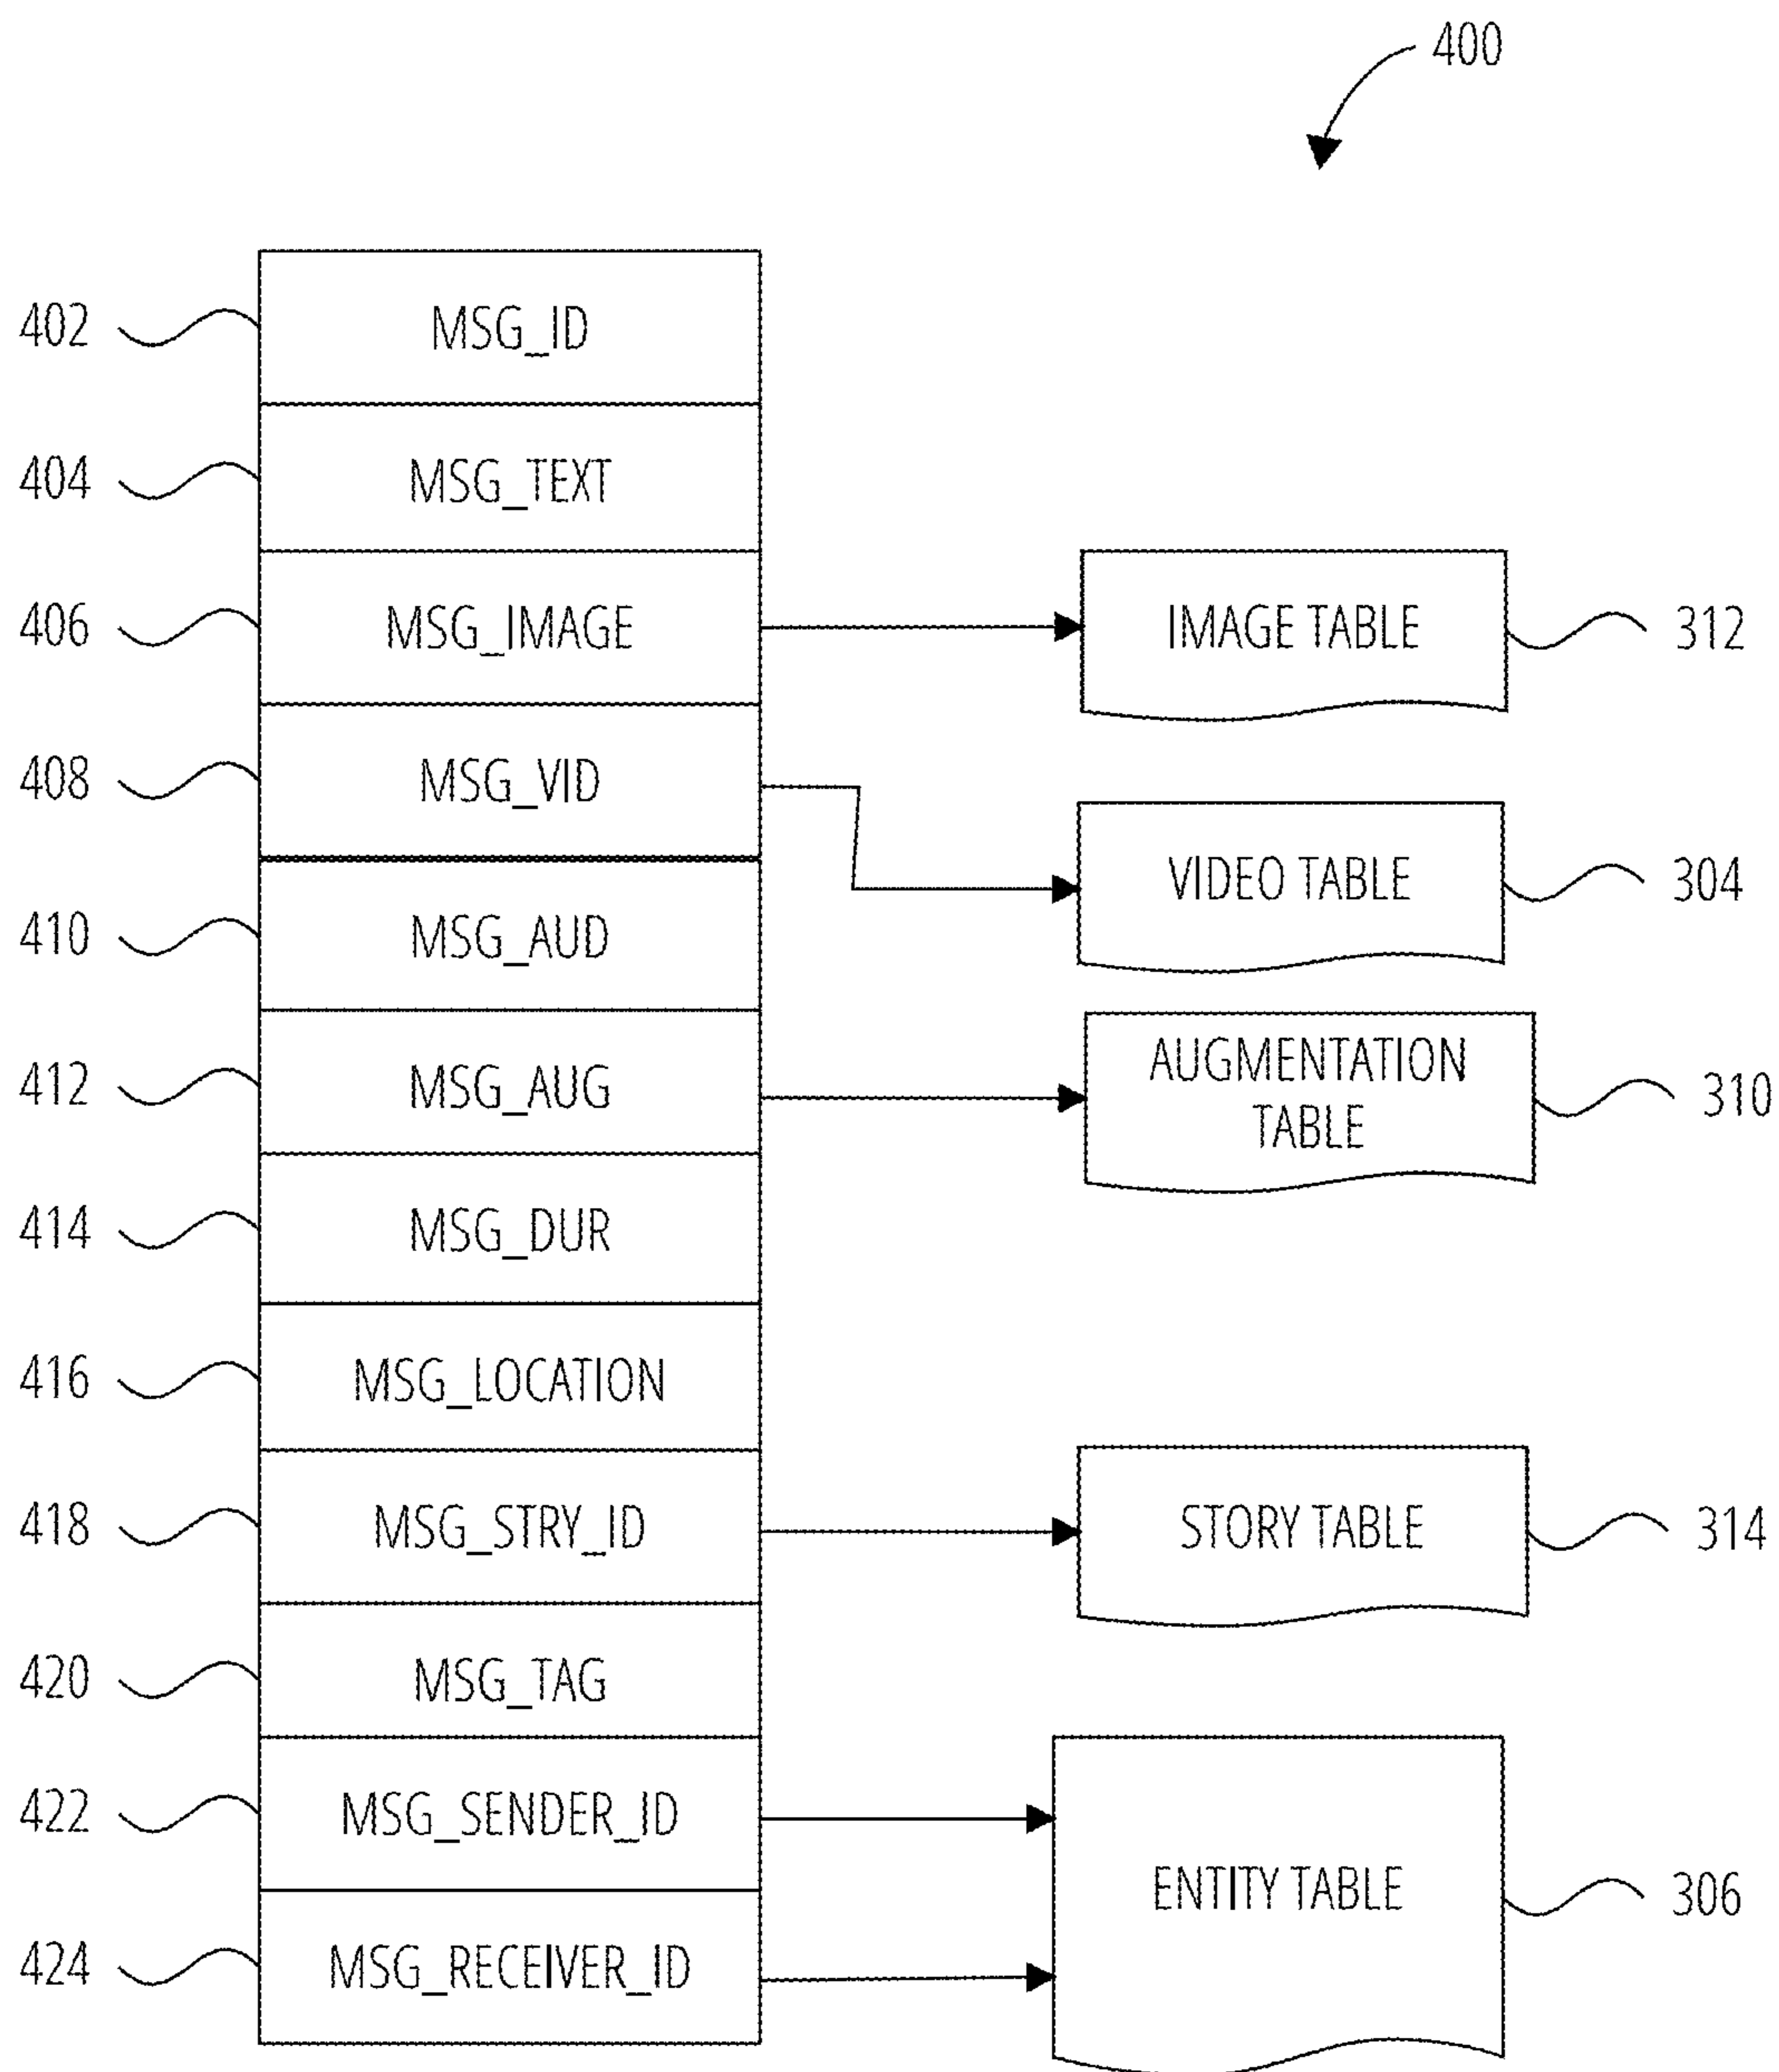 400
402 MSG_ID
404 MSG_TEXT
406 MSG_IMAGE IMAGE TABLE 312
408 MSG_VID
VIDEO TABLE 304
410 MSG_AUD
412 MSG_AUG AUGMENTATION TABLE 310
414 MSG_DUR
416 MSG_LOCATION
418 MSG_STRY_ID STORY TABLE 314
420 MSG_TAG
422 MSG_SENDER_ID
ENTITY TABLE 306
424 MSG_RECEIVER_ID